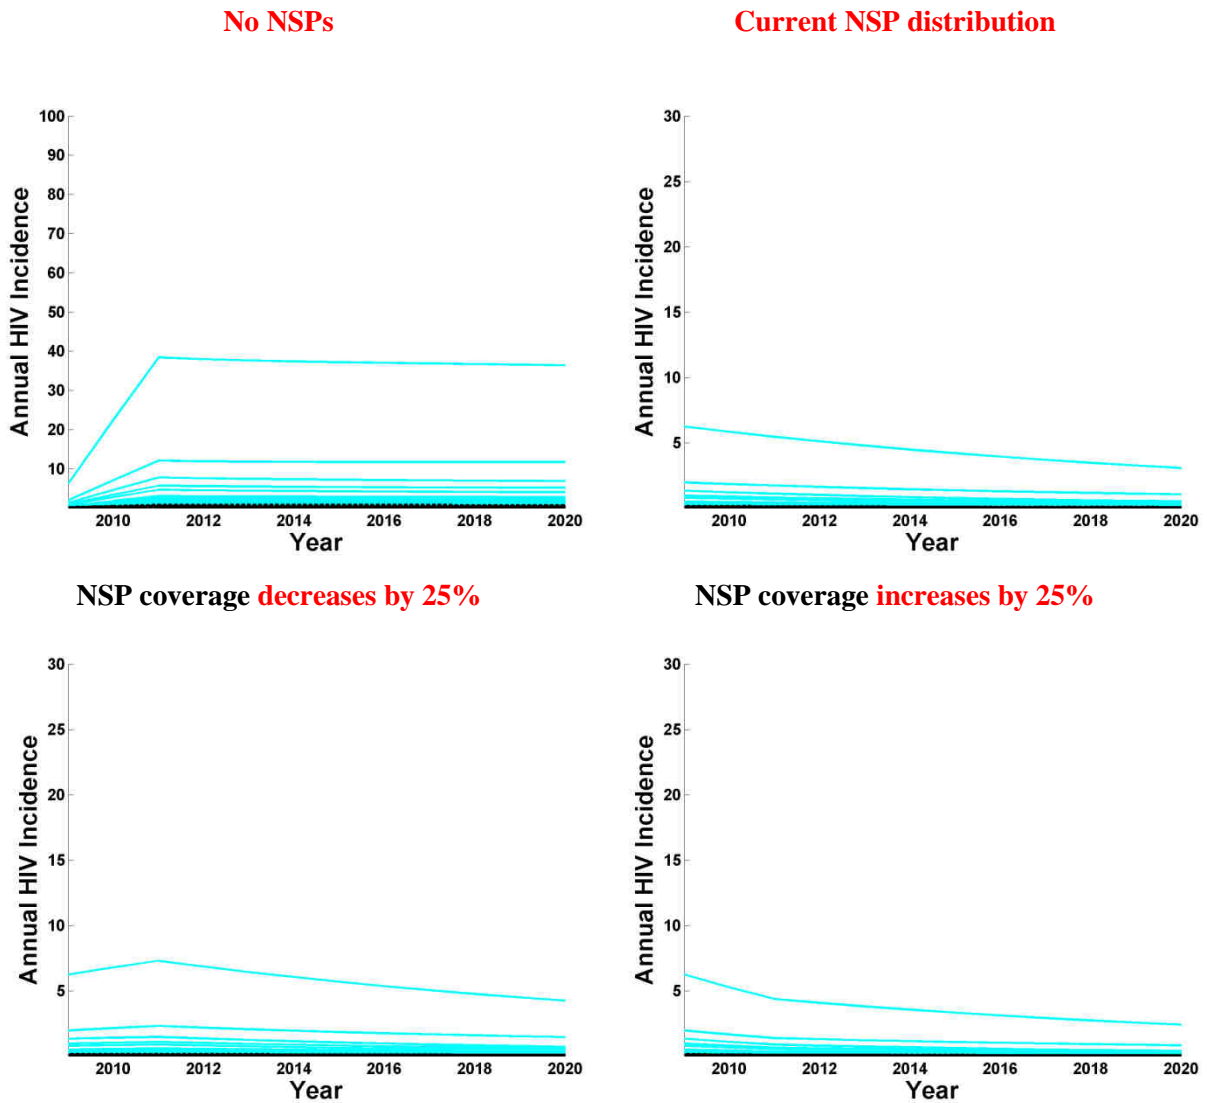 No NSPs
Current NSP distribution
Annual HIV Incidence
100
90
80
70
60
50
40
30
20
10
2010 2012 2014 2016 2018 2020
Year
Annual HIV Incidence
30
25
20
15
10
5
2010 2012 2014 2016 2018 2020
Year
NSP coverage decreases by 25%
NSP coverage increases by 25%
Annual HIV Incidence
30
25
20
15
10
5
2010 2012 2014 2016 2018 2020
Year
Annual HIV Incidence
30
25
20
15
10
5
2010 2012 2014 2016 2018 2020
Year